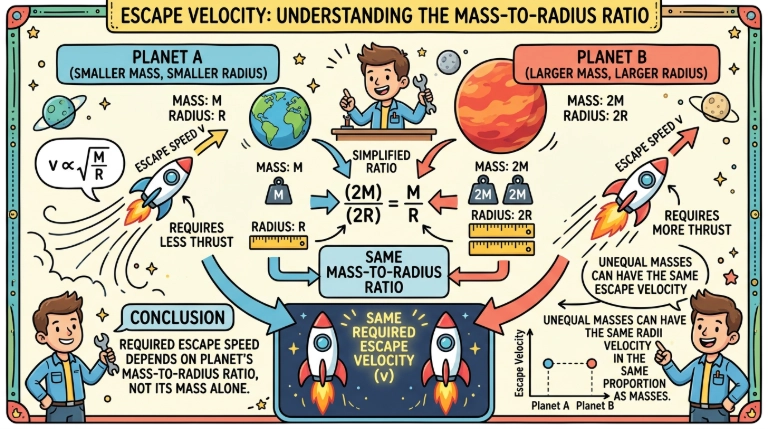 ESCAPE VELOCITY: UNDERSTANDING THE MASS-TO-RADIUS RATIO
PLANET A
(SMALLER MASS, SMALLER RADIUS)
MASS: M
RADIUS: R
ESCAPE SPEED V
V ∝ √(M/R)
REQUIRES
LESS THRUST
MASS: M
M
RADIUS: R
SIMPLIFIED
RATIO
(2M)/(2R) = M/R
SAME
MASS-TO-RADIUS
RATIO
PLANET B
(LARGER MASS, LARGER RADIUS)
MASS: 2M
RADIUS: 2R
ESCAPE SPEED V
MASS: 2M
2M 2M
RADIUS: 2R
REQUIRES
MORE THRUST
UNEQUAL MASSES
CAN HAVE THE SAME
ESCAPE VELOCITY
CONCLUSION
REQUIRED ESCAPE SPEED
DEPENDS ON PLANET'S
MASS-TO-RADIUS RATIO,
NOT ITS MASS ALONE.
SAME
REQUIRED
ESCAPE
VELOCITY
(v)
UNEQUAL MASSES CAN HAVE
THE SAME RADII
VELOCITY
IN THE
SAME
PROPORTION
AS MASSES.
Escape Velocity
Planet A Planet B